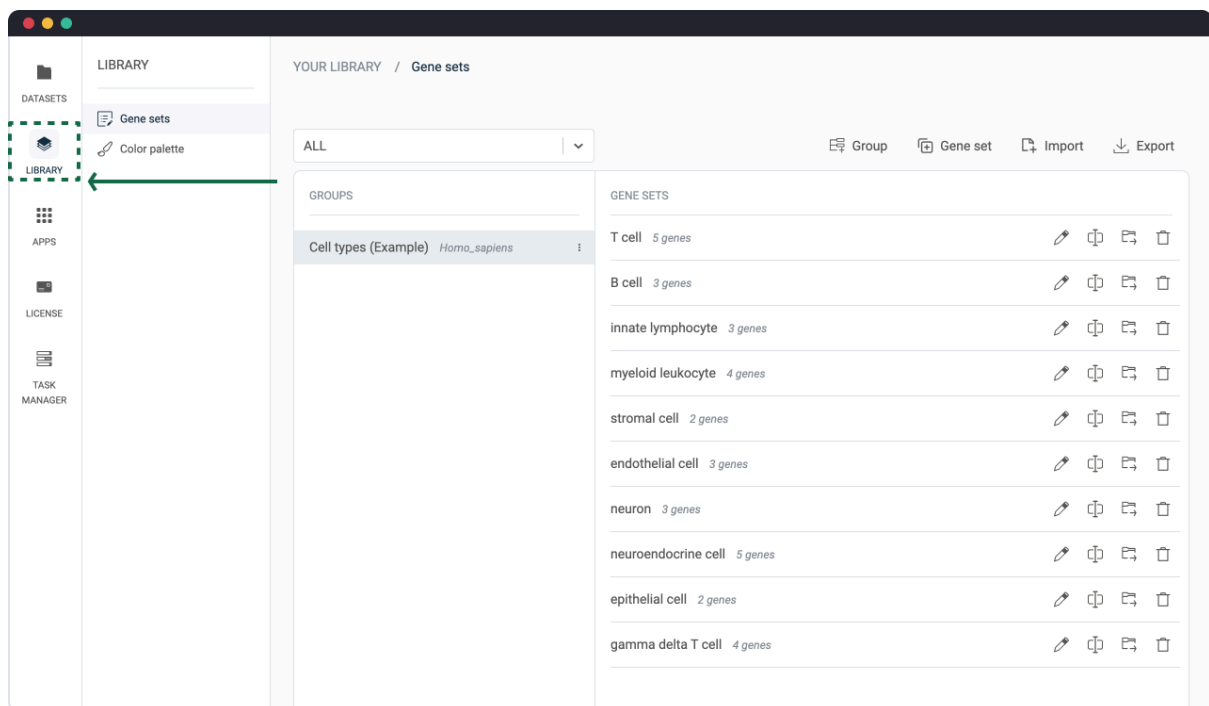 DATASETS
LIBRARY
APPS
LICENSE
TASK
MANAGER
LIBRARY
Gene sets
Color palette
YOUR LIBRARY / Gene sets
ALL
Group Gene set Import Export
GROUPS
Cell types (Example) Homo_sapiens
GENE SETS
T cell 5 genes
B cell 3 genes
innate lymphocyte 3 genes
myeloid leukocyte 4 genes
stromal cell 2 genes
endothelial cell 3 genes
neuron 3 genes
neuroendocrine cell 5 genes
epithelial cell 2 genes
gamma delta T cell 4 genes